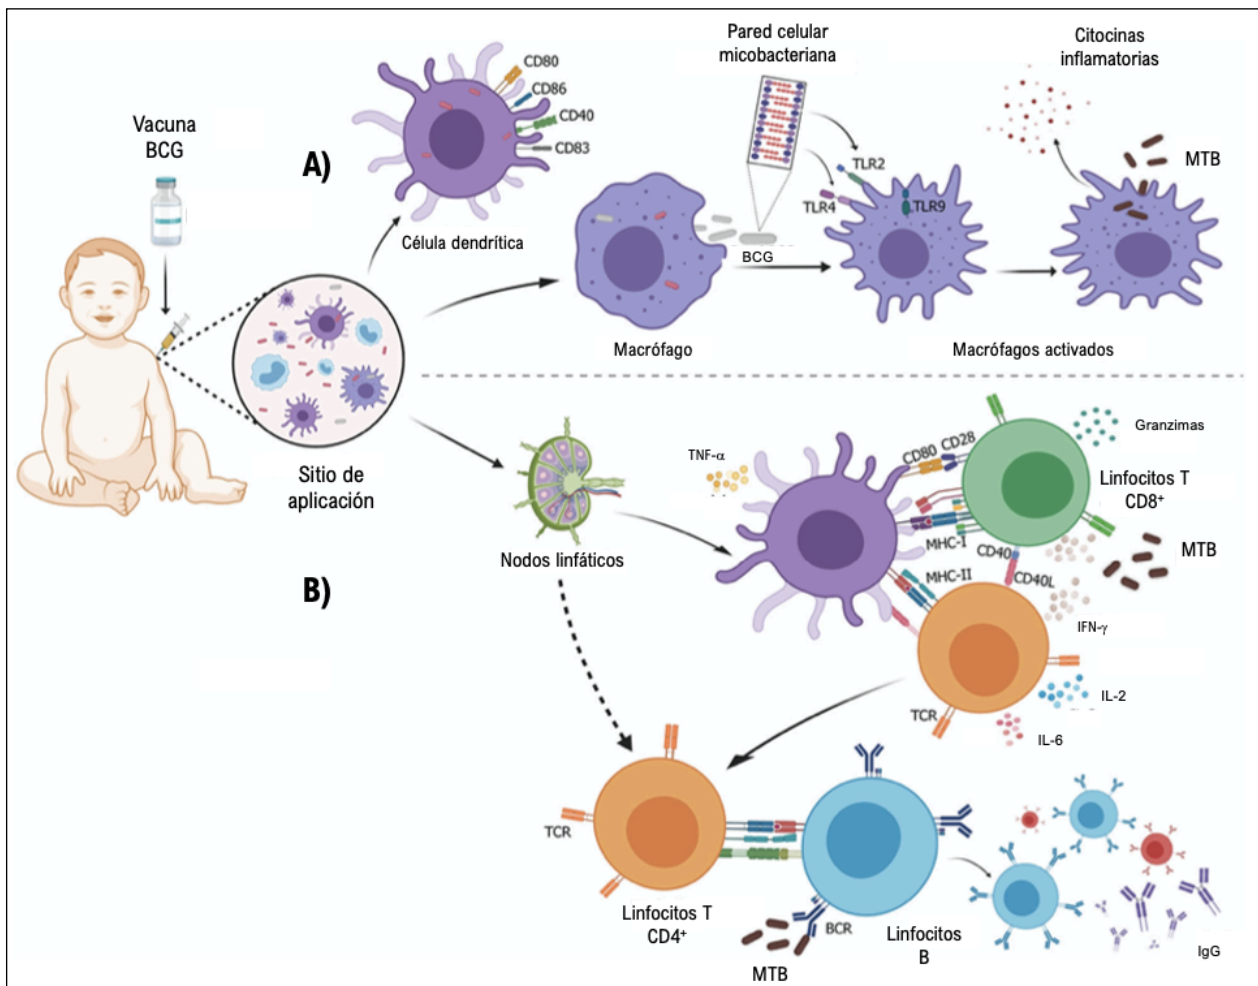 Vacuna
BCG
A)
CD80
CD86
CD40
CD83
Célula dendrítica
Pared celular
micobacteriana
Citocinas
inflamatorias
TLR2
TLR4
TLR9
MTB
BCG
Macrófago
Macrófagos activados
Sitio de
aplicación
B)
Nodos linfáticos
TNF-α
CD80
CD28
Granzimas
Linfocitos T
CD8+
MHC-I
CD40
MTB
MHC-II
CD40L
IFN-γ
TCR
IL-2
IL-6
TCR
Linfocitos T
CD4+
BCR
MTB
Linfocitos
B
IgG